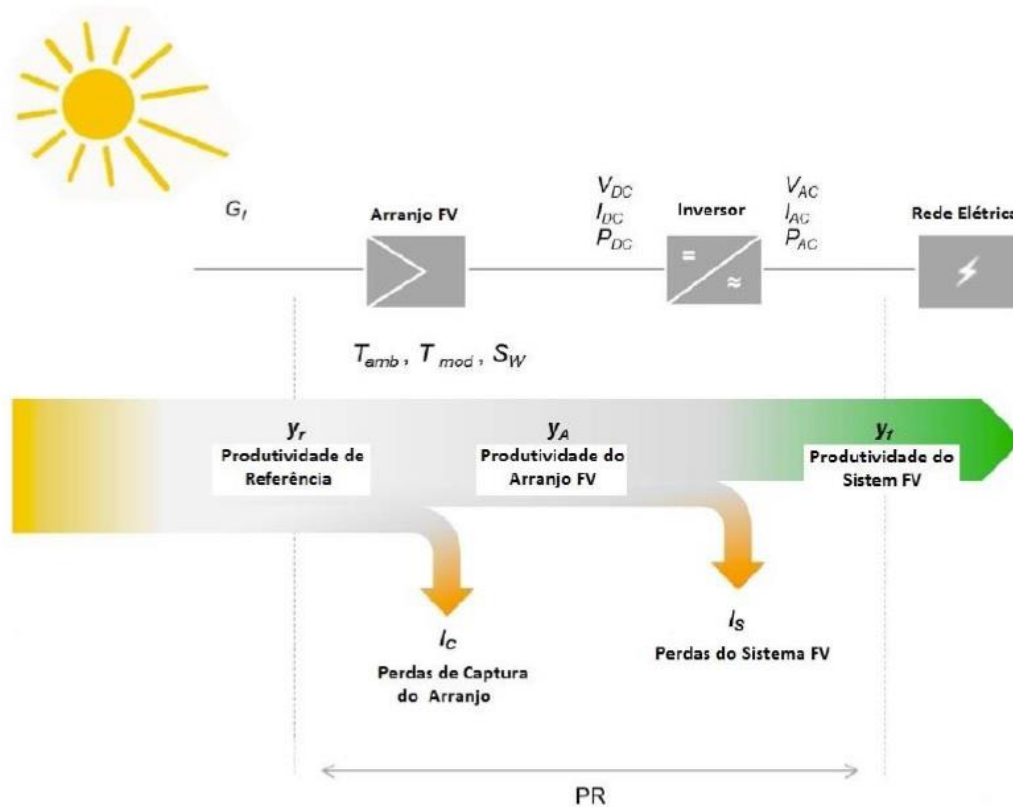 G_I
Arranjo FV
V_DC
I_DC
P_DC
Inversor
V_AC
I_AC
P_AC
Rede Elétrica
=
≈
T_amb , T_mod , S_W
y_r
Produtividade de
Referência
y_A
Produtividade do
Arranjo FV
y_f
Produtividade do
Sistem FV
l_C
Perdas de Captura
do Arranjo
l_S
Perdas do Sistema FV
PR